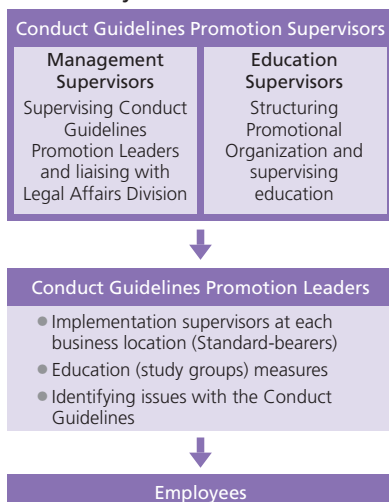 Conduct Guidelines Promotion Supervisors
Management
Supervisors
Supervising Conduct
Guidelines
Promotion Leaders
and liaising with
Legal Affairs Division
Education
Supervisors
Structuring
Promotional
Organization and
supervising
education
Conduct Guidelines Promotion Leaders
● Implementation supervisors at each
business location (Standard-bearers)
● Education (study groups) measures
● Identifying issues with the Conduct
Guidelines
Employees